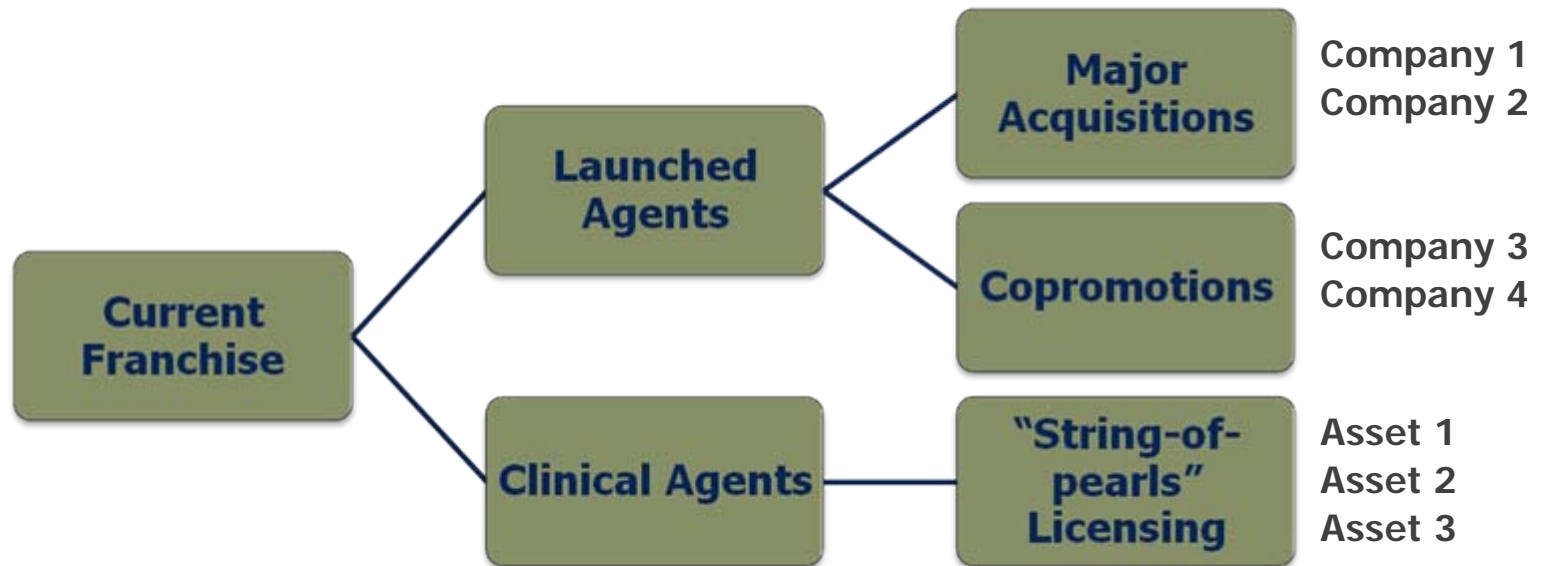 Current
Franchise
Launched
Agents
Clinical Agents
Major
Acquisitions
Company 1
Company 2
Copromotions
Company 3
Company 4
“String-of-
pearls”
Licensing
Asset 1
Asset 2
Asset 3